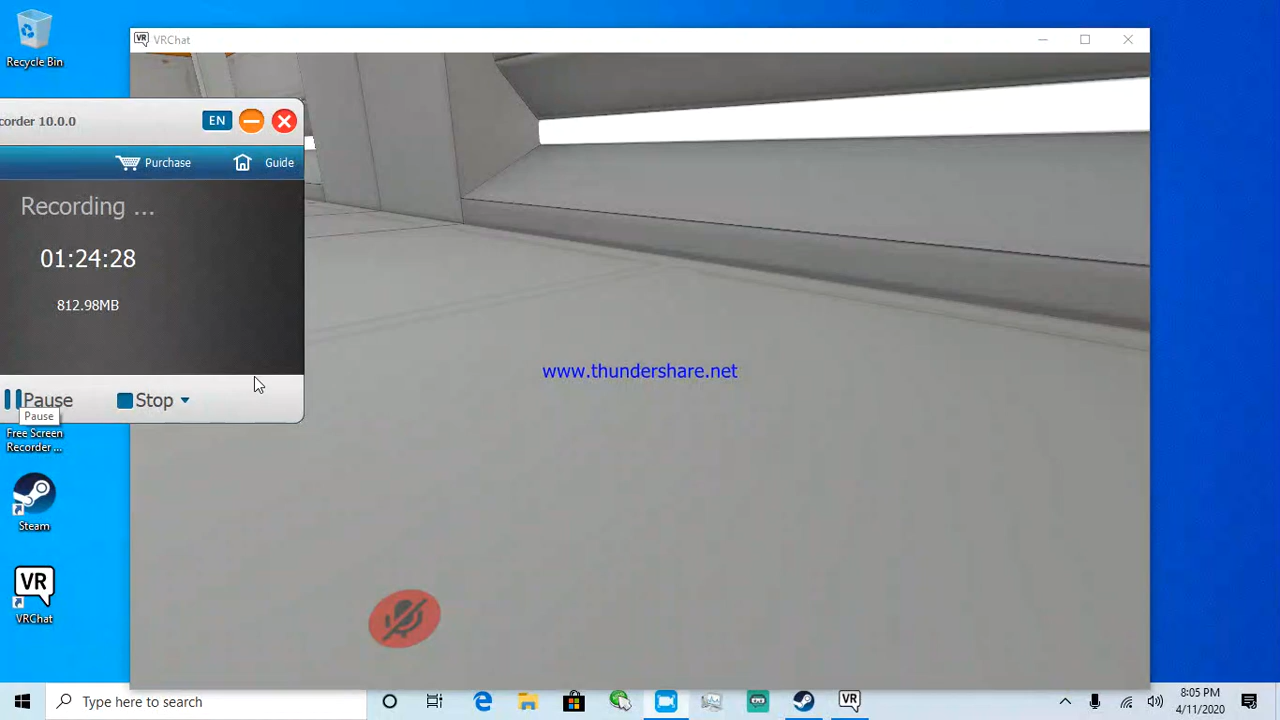 Recycle Bin
VR VRChat
corder 10.0.0
EN
Purchase
Guide
Recording ...
01:24:28
812.98MB
Pause
Stop
Pause
Free Screen
Recorder ...
www.thundershare.net
Steam
VR
VRChat
Type here to search
VR
8:05 PM
4/11/2020